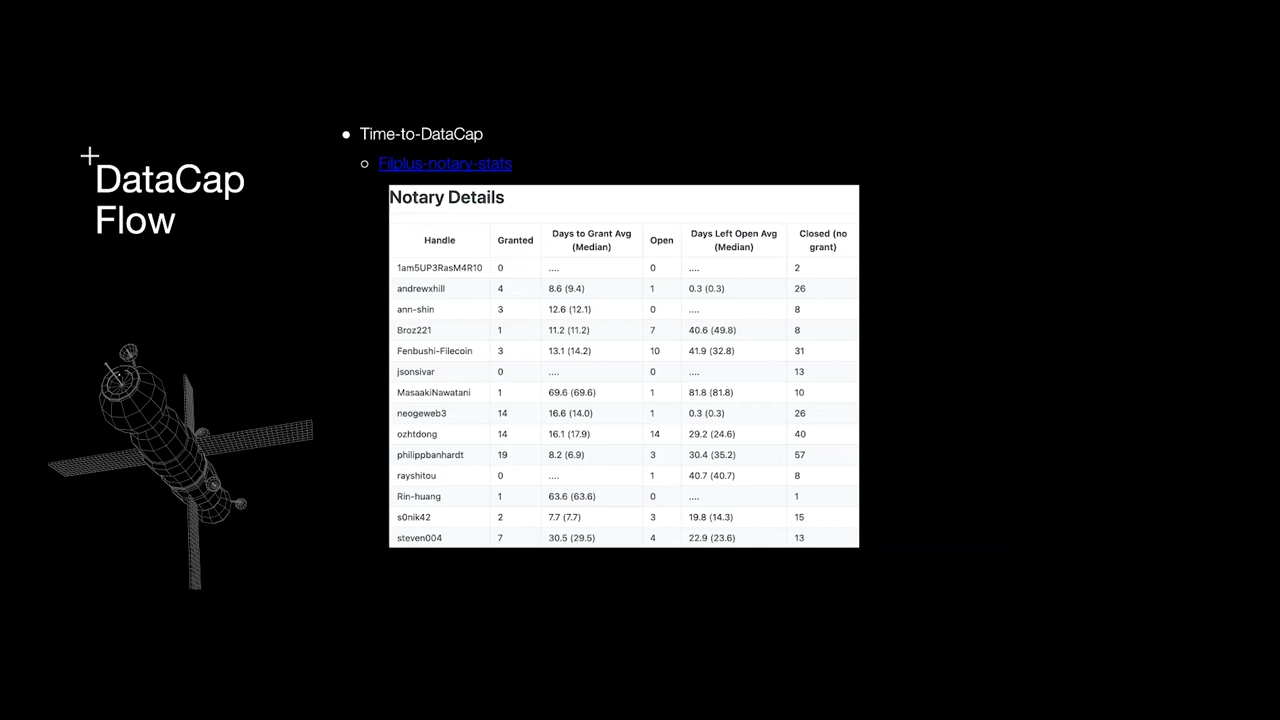 DataCap
Flow
● Time-to-DataCap
○ Filplus-notary-stats
Notary Details
Handle Granted Days to Grant Avg (Median) Open Days Left Open Avg (Median) Closed (no grant)
1am5UP3RasM4R10 0 .... 0 .... 2
andrewxhill 4 8.6 (9.4) 1 0.3 (0.3) 26
ann-shin 3 12.6 (12.1) 0 .... 8
Broz221 1 11.2 (11.2) 7 40.6 (49.8) 8
Fenbushi-Filecoin 3 13.1 (14.2) 10 41.9 (32.8) 31
jsonsivar 0 .... 0 .... 13
MasaakiNawatani 1 69.6 (69.6) 1 81.8 (81.8) 10
neogeweb3 14 16.6 (14.0) 1 0.3 (0.3) 26
ozhtdong 14 16.1 (17.9) 14 29.2 (24.6) 40
philippbanhardt 19 8.2 (6.9) 3 30.4 (35.2) 57
rayshitou 0 .... 1 40.7 (40.7) 8
Rin-huang 1 63.6 (63.6) 0 .... 1
s0nik42 2 7.7 (7.7) 3 19.8 (14.3) 15
steven004 7 30.5 (29.5) 4 22.9 (23.6) 13